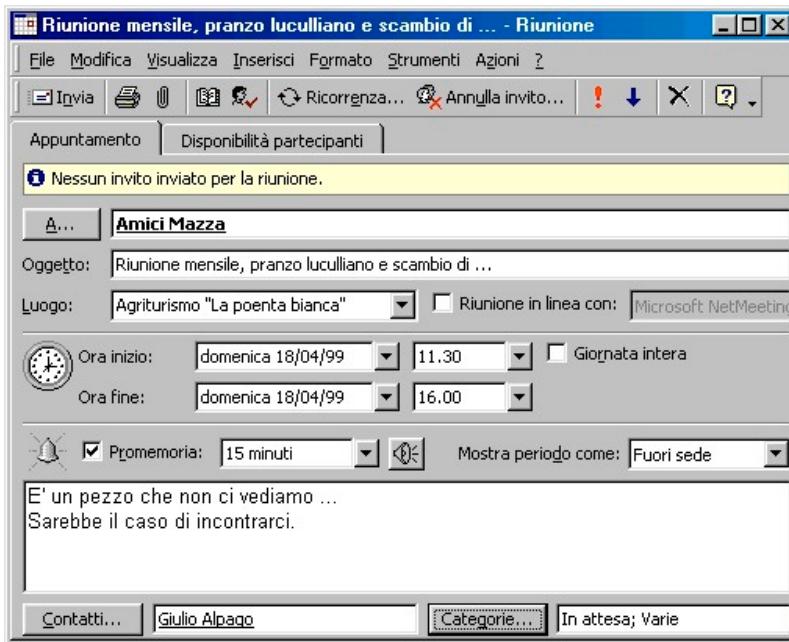 Riunione mensile, pranzo luculliano e scambio di ... - Riunione
File Modifica Visualizza Inserisci Formato Strumenti Azioni ?
Invia Ricorrenza... Annulla invito...
Appuntamento Disponibilità partecipanti
Nessun invito inviato per la riunione.
A... Amici Mazza
Oggetto: Riunione mensile, pranzo luculliano e scambio di ...
Luogo: Agriturismo "La poenta bianca" Riunione in linea con: Microsoft NetMeeting
Ora inizio: domenica 18/04/99 11.30 Giornata intera
Ora fine: domenica 18/04/99 16.00
Promemoria: 15 minuti Mostra periodo come: Fuori sede
E' un pezzo che non ci vediamo ...
Sarebbe il caso di incontrarci.
Contatti... Giulio Alpago Categorie... In attesa; Varie